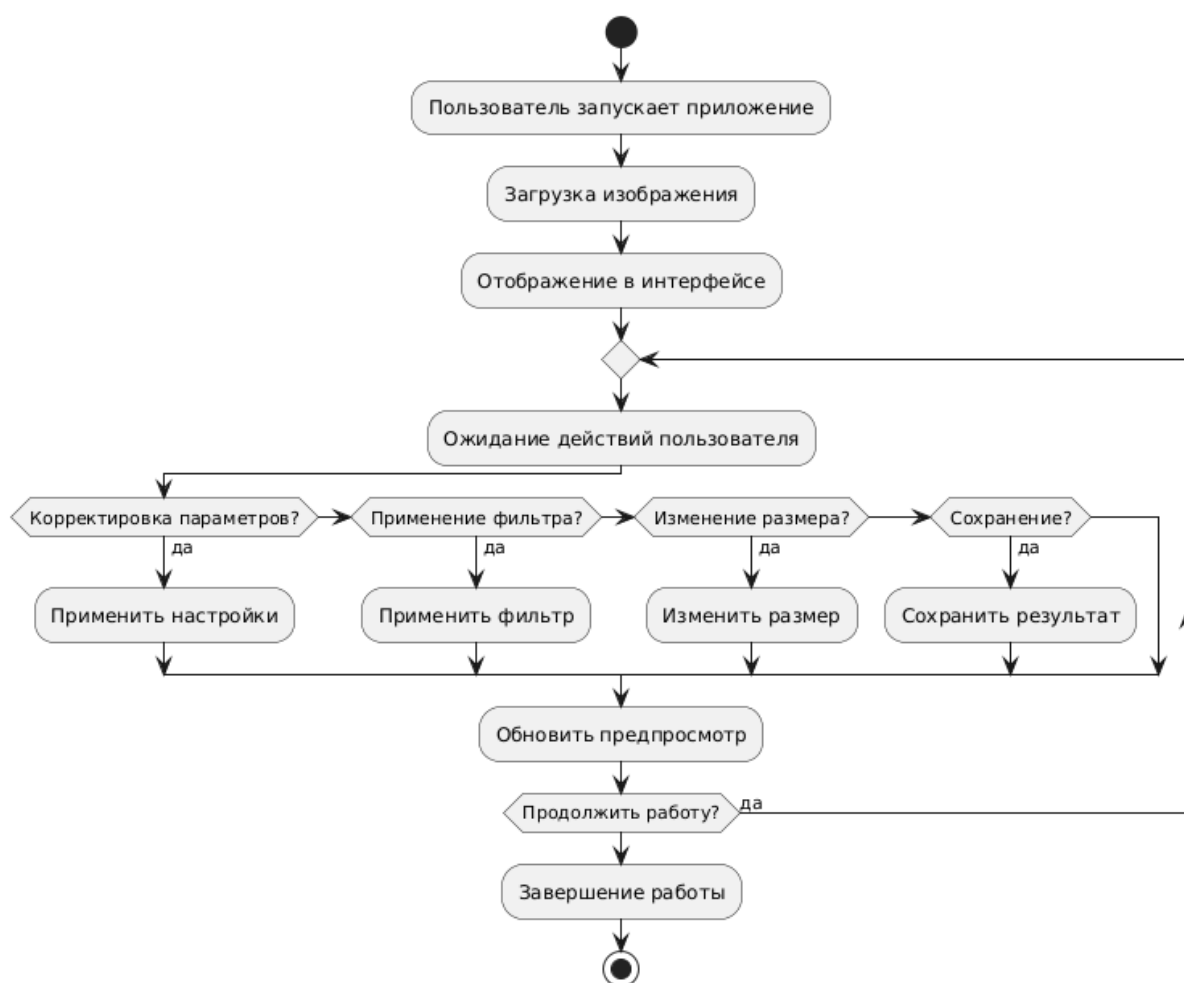 Пользователь запускает приложение
Загрузка изображения
Отображение в интерфейсе
Ожидание действий пользователя
Корректировка параметров?
Применение фильтра?
Изменение размера?
Сохранение?
да
да
да
да
Применить настройки
Применить фильтр
Изменить размер
Сохранить результат
Обновить предпросмотр
Продолжить работу?
да
Завершение работы